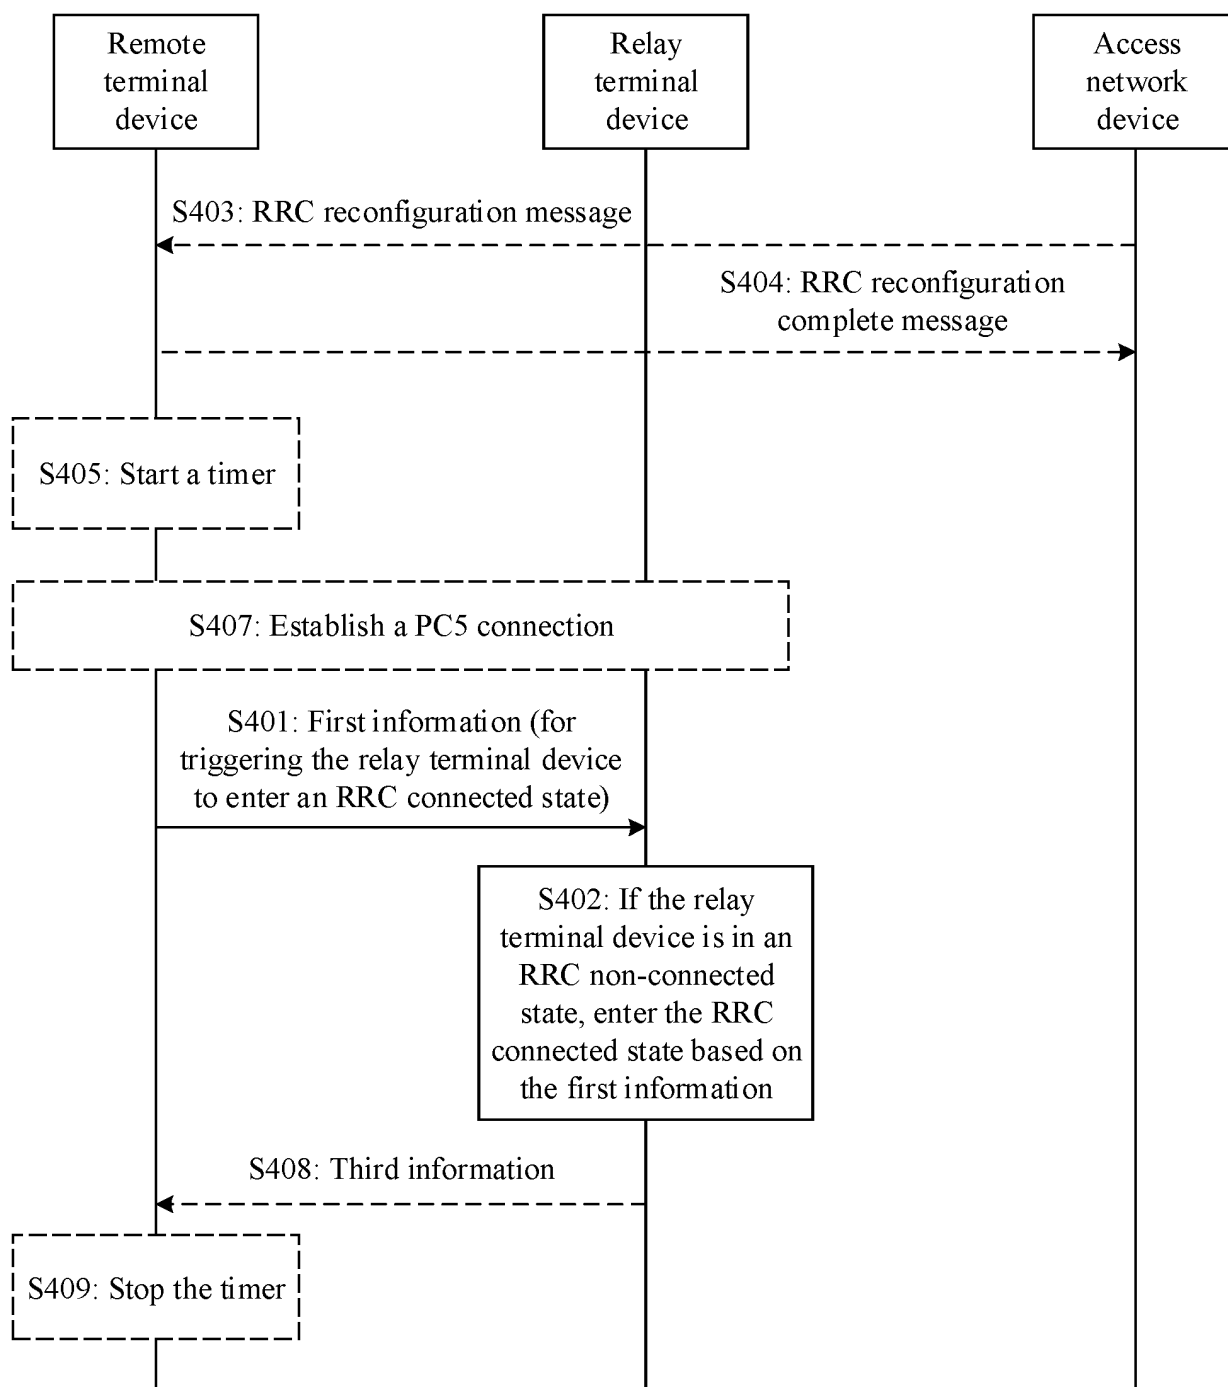 Remote
terminal
device
Relay
terminal
device
Access
network
device
S403: RRC reconfiguration message
S404: RRC reconfiguration
complete message
S405: Start a timer
S407: Establish a PC5 connection
S401: First information (for
triggering the relay terminal device
to enter an RRC connected state)
S402: If the relay
terminal device is in an
RRC non-connected
state, enter the RRC
connected state based on
the first information
S408: Third information
S409: Stop the timer